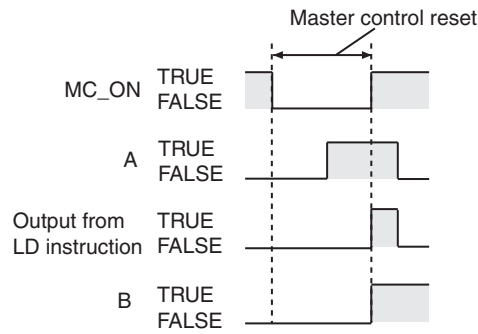 Master control reset
MC_ON
TRUE
FALSE
A
TRUE
FALSE
Output from
LD instruction
TRUE
FALSE
B
TRUE
FALSE